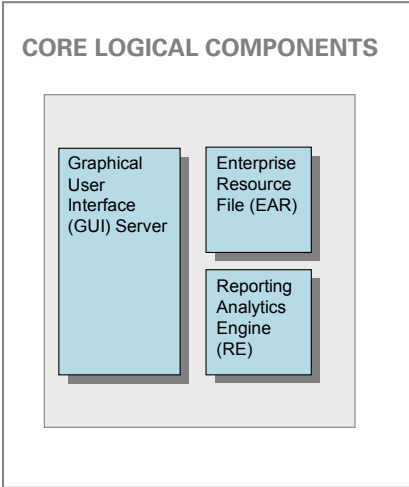 CORE LOGICAL COMPONENTS
Graphical
User
Interface
(GUI) Server
Enterprise
Resource
File (EAR)
Reporting
Analytics
Engine
(RE)